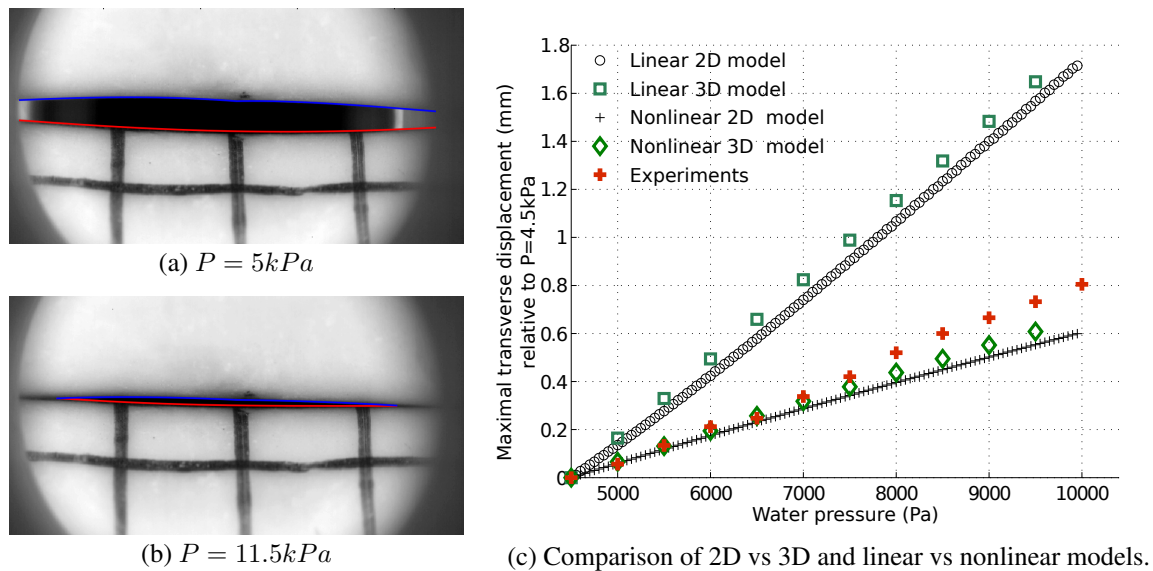 (a) P = 5kPa
(b) P = 11.5kPa
Maximal transverse displacement (mm)
relative to P=4.5kPa
1.8
1.6
1.4
1.2
1
0.8
0.6
0.4
0.2
0
Linear 2D model
Linear 3D model
Nonlinear 2D model
Nonlinear 3D model
Experiments
5000 6000 7000 8000 9000 10000
Water pressure (Pa)
(c) Comparison of 2D vs 3D and linear vs nonlinear models.